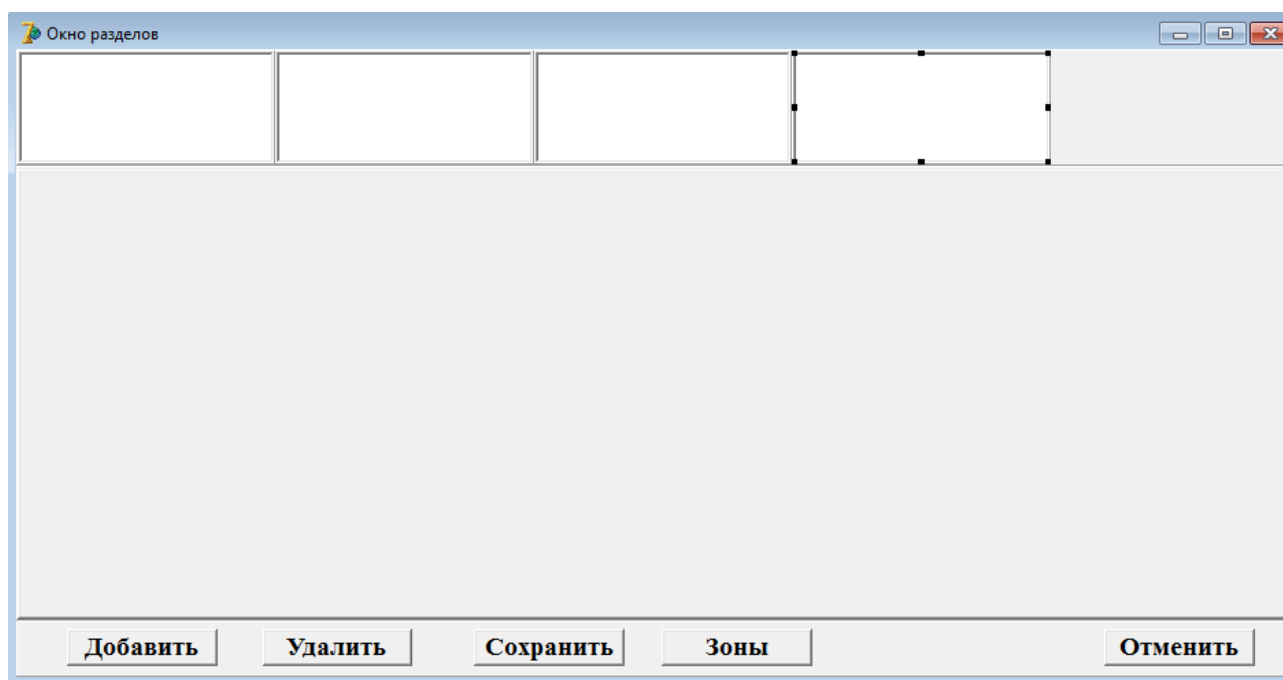 Окно разделов
Добавить Удалить Сохранить Зоны Отменить